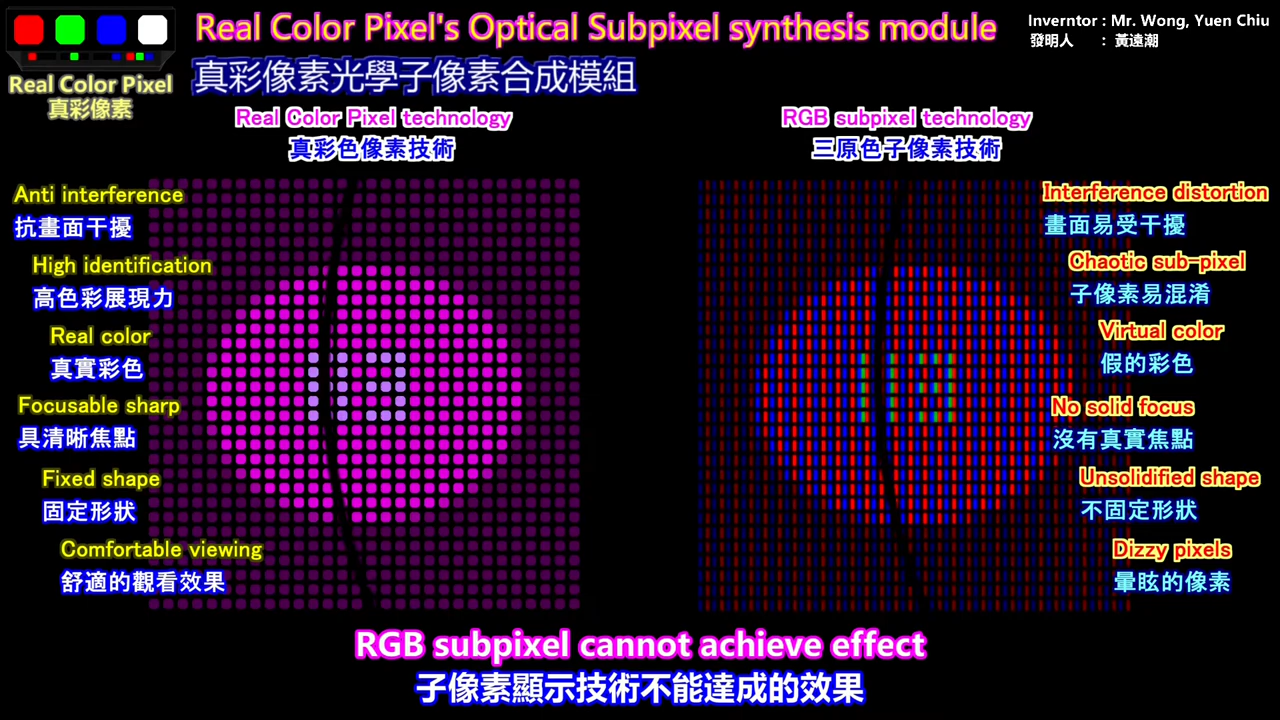 Real Color Pixel's Optical Subpixel synthesis module
真彩像素光學子像素合成模組
Inverntor : Mr. Wong, Yuen Chiu
發明人 : 黃遠潮
Real Color Pixel
真彩像素
Real Color Pixel technology
真彩色像素技術
RGB subpixel technology
三原色子像素技術
Anti interference
抗畫面干擾
High identification
高色彩展現力
Real color
真實彩色
Focusable sharp
具清晰焦點
Fixed shape
固定形狀
Comfortable viewing
舒適的觀看效果
Interference distortion
畫面易受干擾
Chaotic sub-pixel
子像素易混淆
Virtual color
假的彩色
No solid focus
沒有真實焦點
Unsolidified shape
不固定形狀
Dizzy pixels
暈眩的像素
RGB subpixel cannot achieve effect
子像素顯示技術不能達成的效果